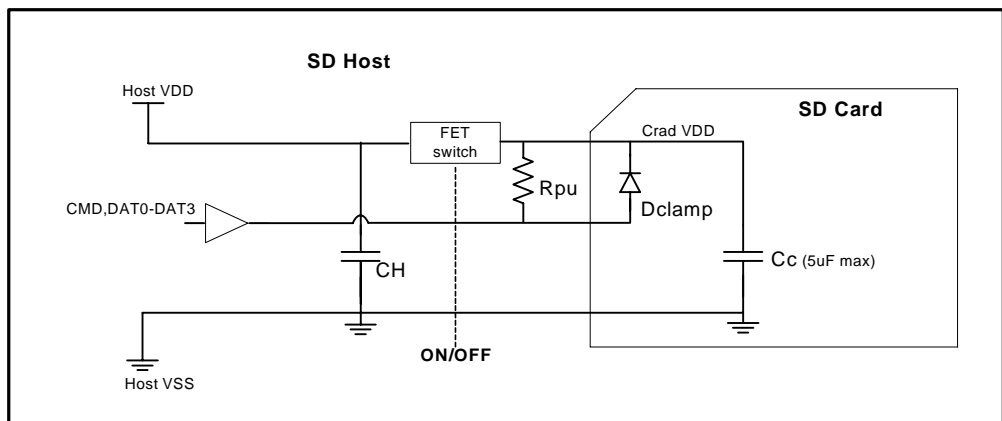 SD Host
Host VDD
SD Card
FET
switch
Crad VDD
Rpu
Dclamp
CMD,DAT0-DAT3
CH
Cc (5uF max)
ON/OFF
Host VSS